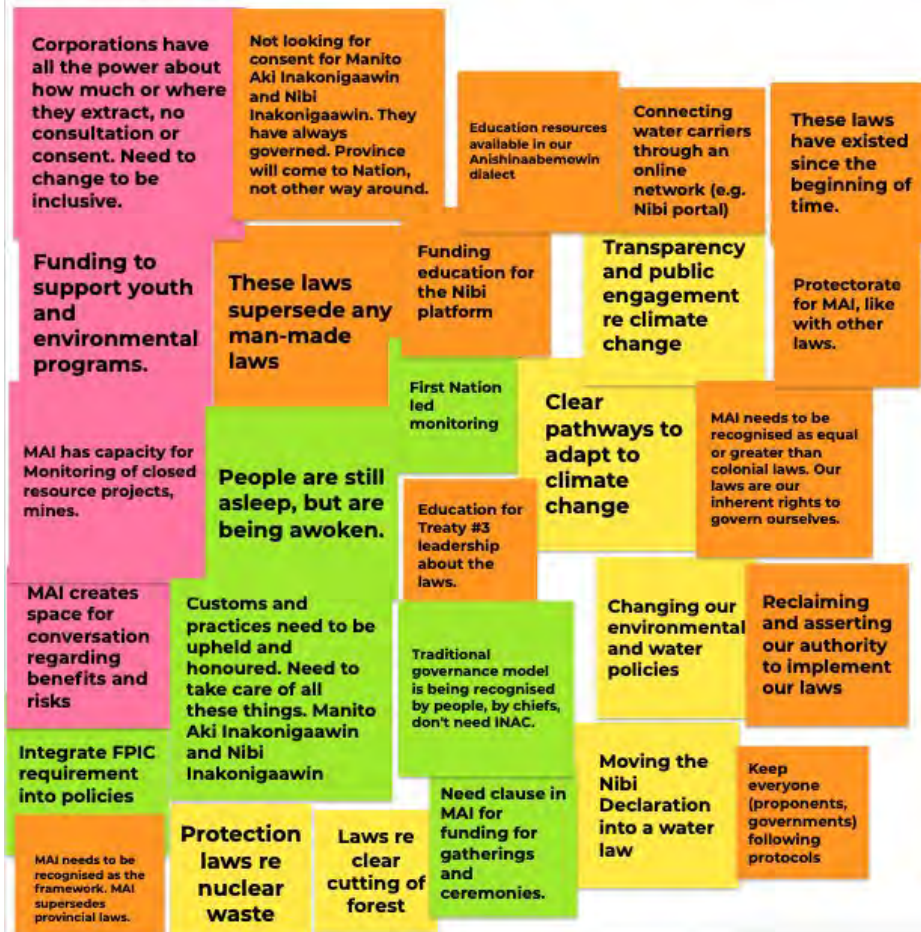 Corporations have
all the power about
how much or where
they extract, no
consultation or
consent. Need to
change to be
inclusive.
Not looking for
consent for Manito
Aki Inakonigaawin
and Nibi
Inakonigaawin. They
have always
governed. Province
will come to Nation,
not other way around.
Education resources
available in our
Anishinaabemowin
dialect
Connecting
water carriers
through an
online
network (e.g.
Nibi portal)
These laws
have existed
since the
beginning of
time.
Funding to
support youth
and
environmental
programs.
These laws
supersede any
man-made
laws
Funding
education for
the Nibi
platform
Transparency
and public
engagement
re climate
change
Protectorate
for MAI, like
with other
laws.
MAI has capacity for
Monitoring of closed
resource projects,
mines.
People are still
asleep, but are
being awoken.
First Nation
led
monitoring
Clear
pathways to
adapt to
climate
change
MAI needs to be
recognised as equal
or greater than
colonial laws. Our
laws are our
inherent rights to
govern ourselves.
Education for
Treaty #3
leadership
about the
laws.
MAI creates
space for
conversation
regarding
benefits and
risks
Customs and
practices need to be
upheld and
honoured. Need to
take care of all
these things. Manito
Aki Inakonigaawin
and Nibi
Inakonigaawin
Traditional
governance model
is being recognised
by people, by chiefs,
don't need INAC.
Changing our
environmental
and water
policies
Reclaiming
and asserting
our authority
to implement
our laws
Integrate FPIC
requirement
into policies
Need clause in
MAI for
funding for
gatherings
and
ceremonies.
Moving the
Nibi
Declaration
into a water
law
Keep
everyone
(proponents,
governments)
following
protocols
MAI needs to be
recognised as the
framework. MAI
supersedes
provincial laws.
Protection
laws re
nuclear
waste
Laws re
clear
cutting of
forest